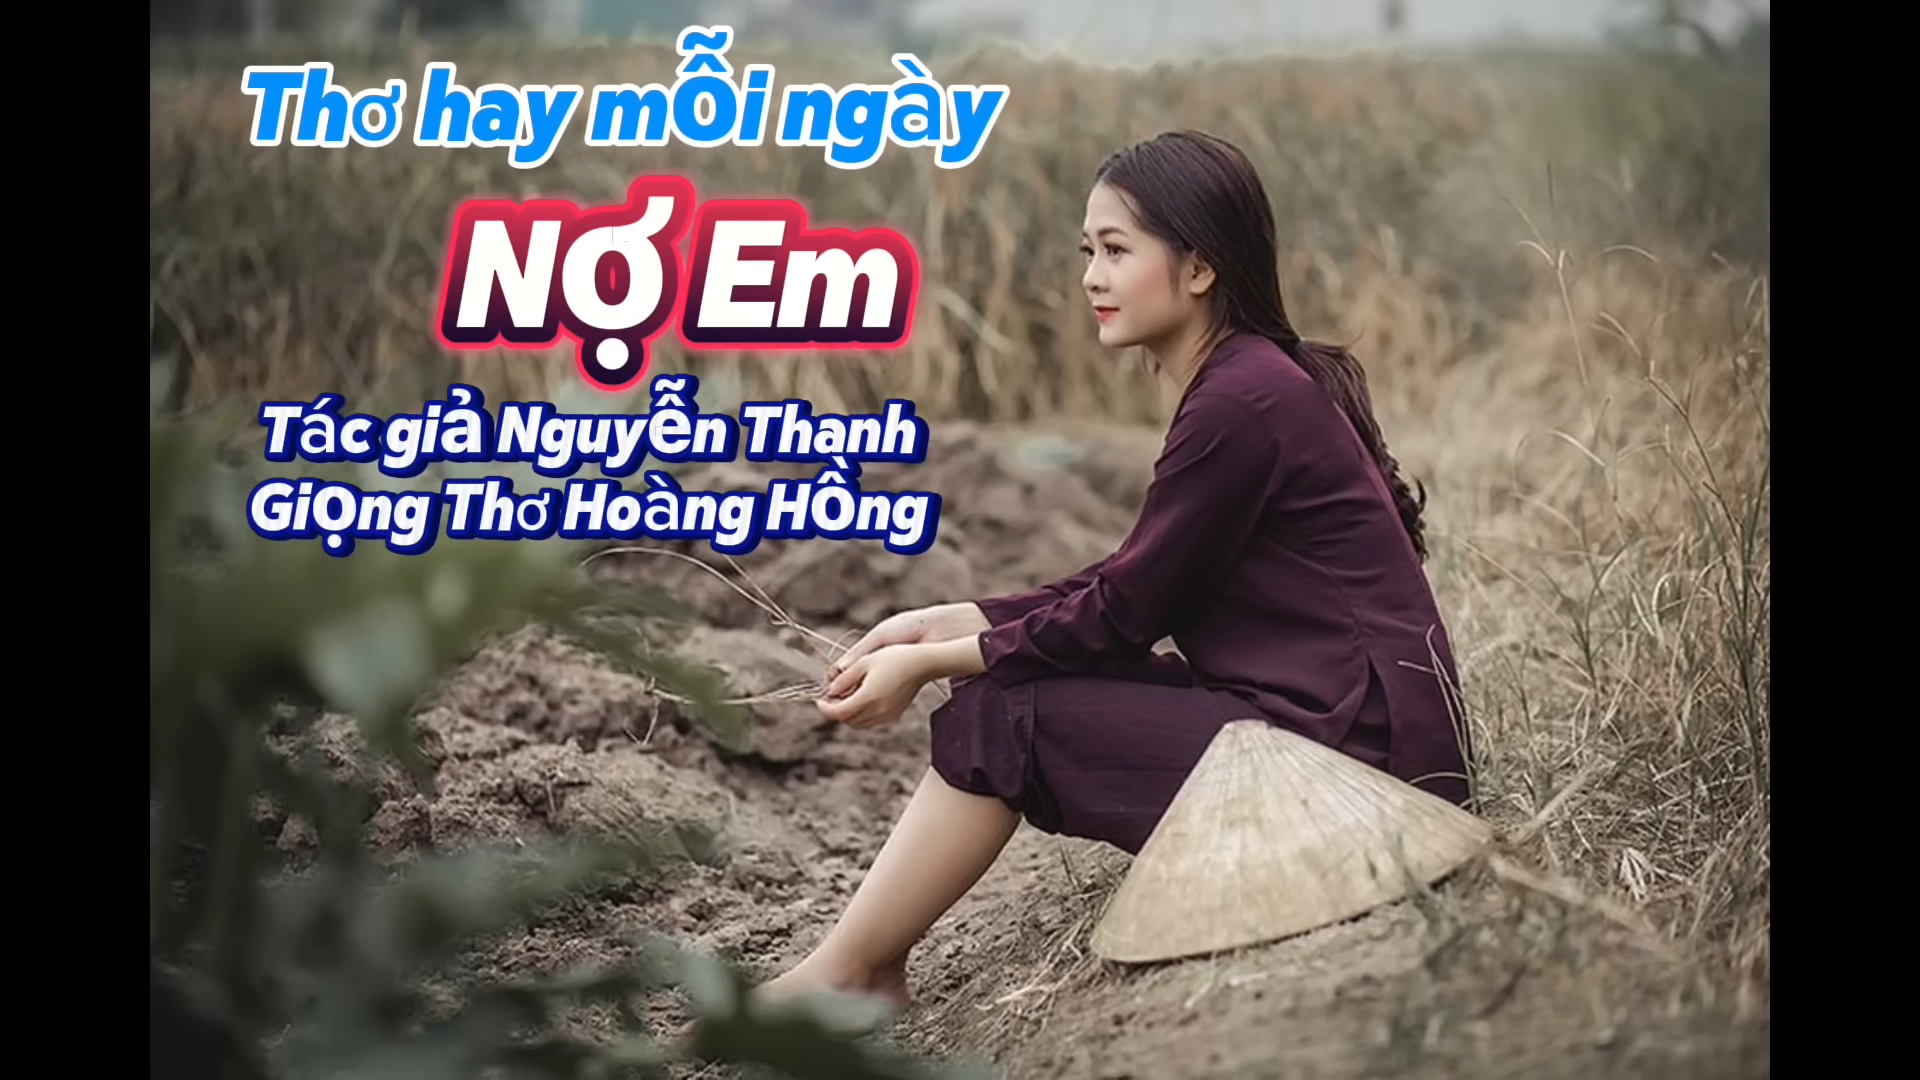 Thơ hay mỗi ngày
Nợ Em
Tác giả Nguyễn Thanh
Giọng Thơ Hoàng Hồng